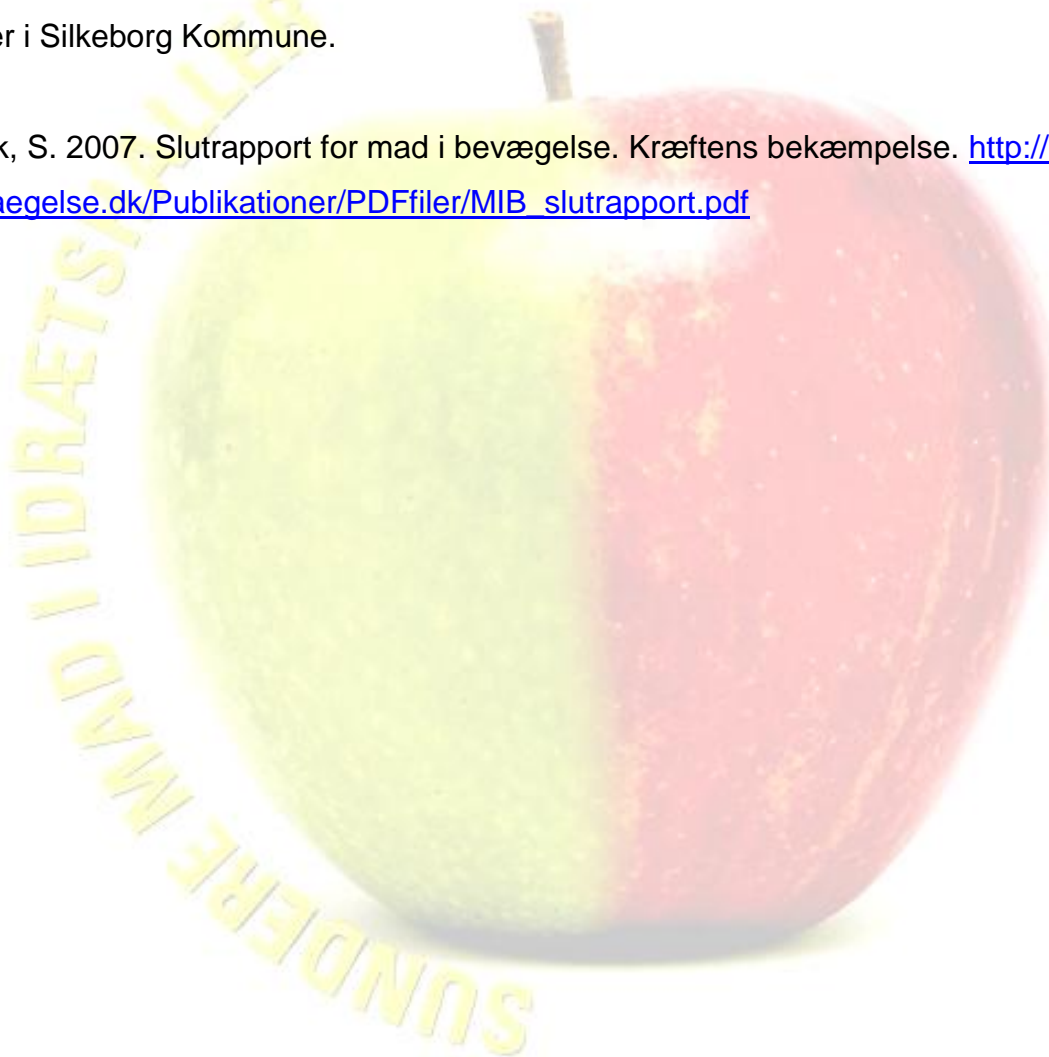 er i Silkeborg Kommune.
k, S. 2007. Slutrapport for mad i bevægelse. Kræftens bekæmpelse. http://
aegelse.dk/Publikationer/PDFfiler/MIB_slutrapport.pdf
SUNDERE MAD I IDRÆTSHALLER